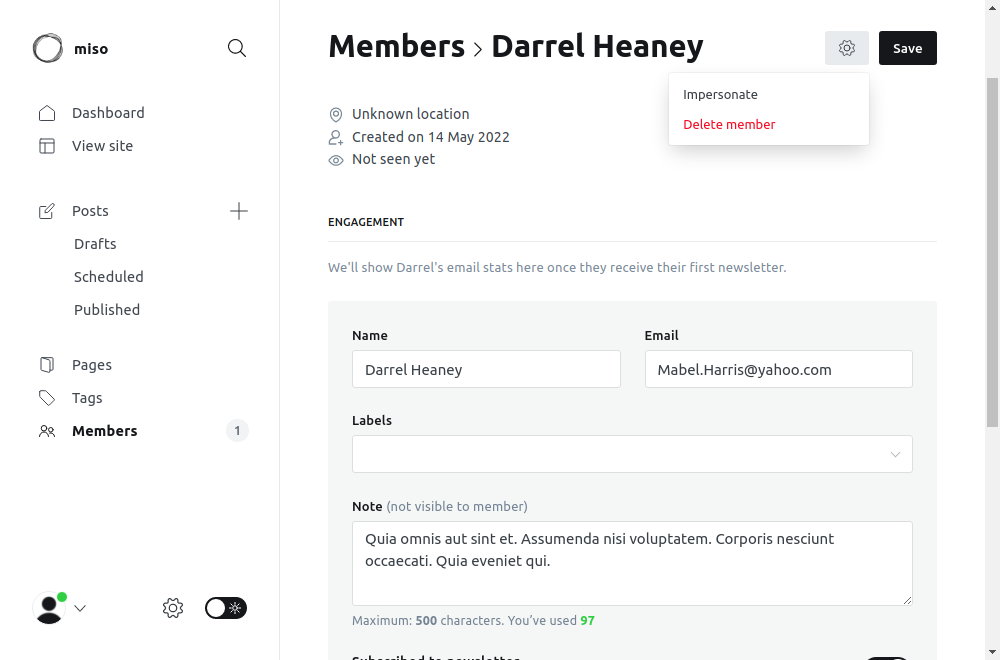 miso
Dashboard
View site
Posts
Drafts
Scheduled
Published
Pages
Tags
Members 1
Members > Darrel Heaney
Save
Impersonate
Delete member
Unknown location
Created on 14 May 2022
Not seen yet
ENGAGEMENT
We'll show Darrel's email stats here once they receive their first newsletter.
Name
Darrel Heaney
Email
Mabel.Harris@yahoo.com
Labels
Note (not visible to member)
Quia omnis aut sint et. Assumenda nisi voluptatem. Corporis nesciunt
occaecati. Quia eveniet qui.
Maximum: 500 characters. You've used 97
Subscribed to newsletter